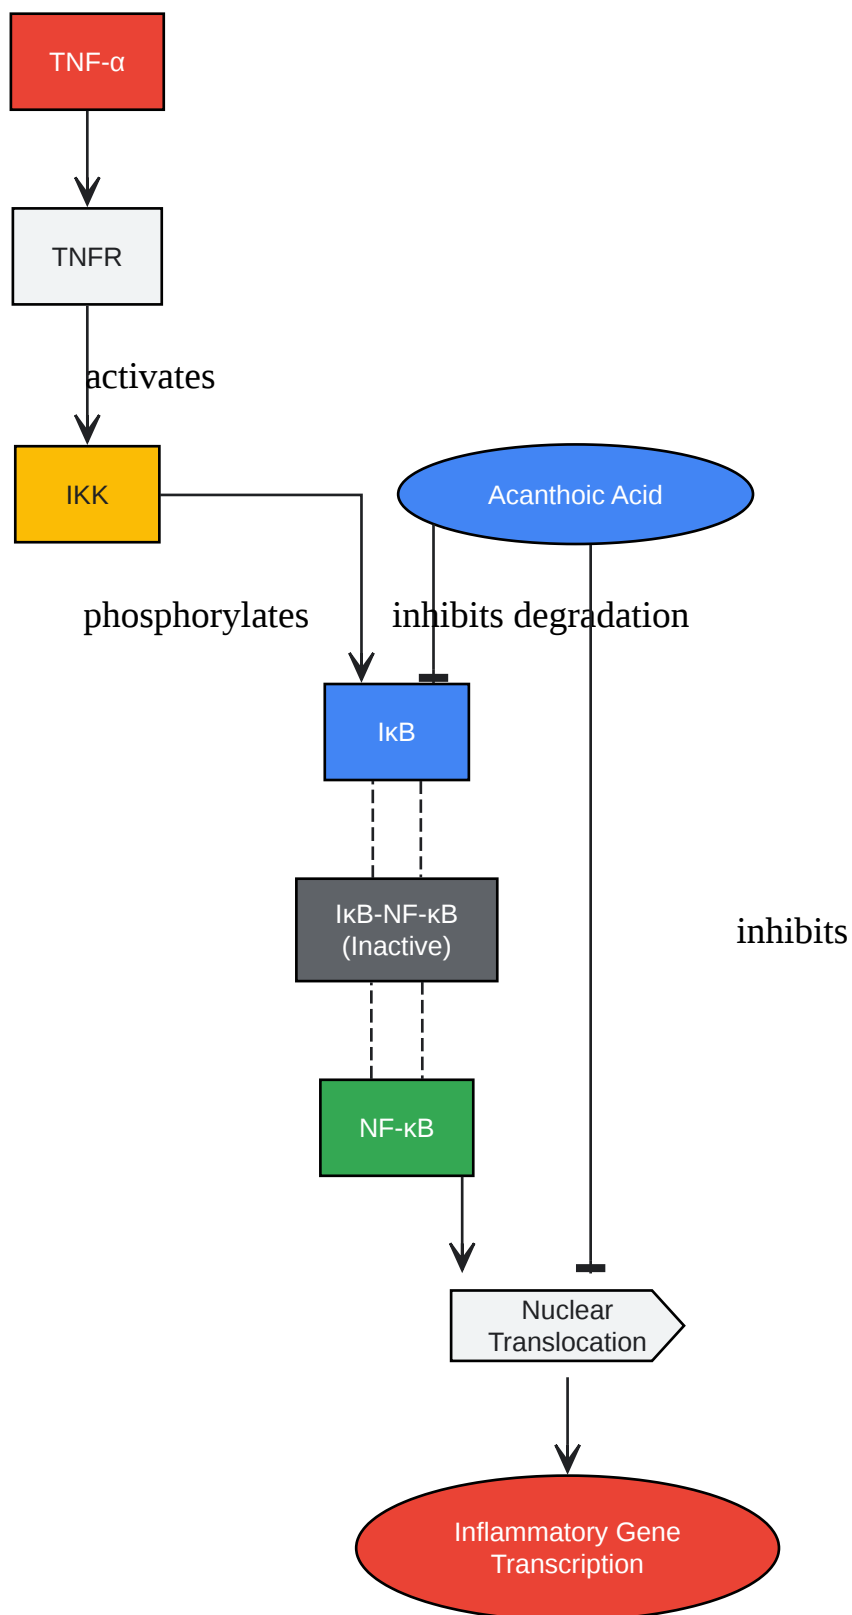 TNF-α
TNFR
activates
IKK
Acanthoic Acid
phosphorylates
inhibits degradation
IκB
IκB-NF-κB
(Inactive)
inhibits
NF-κB
Nuclear
Translocation
Inflammatory Gene
Transcription